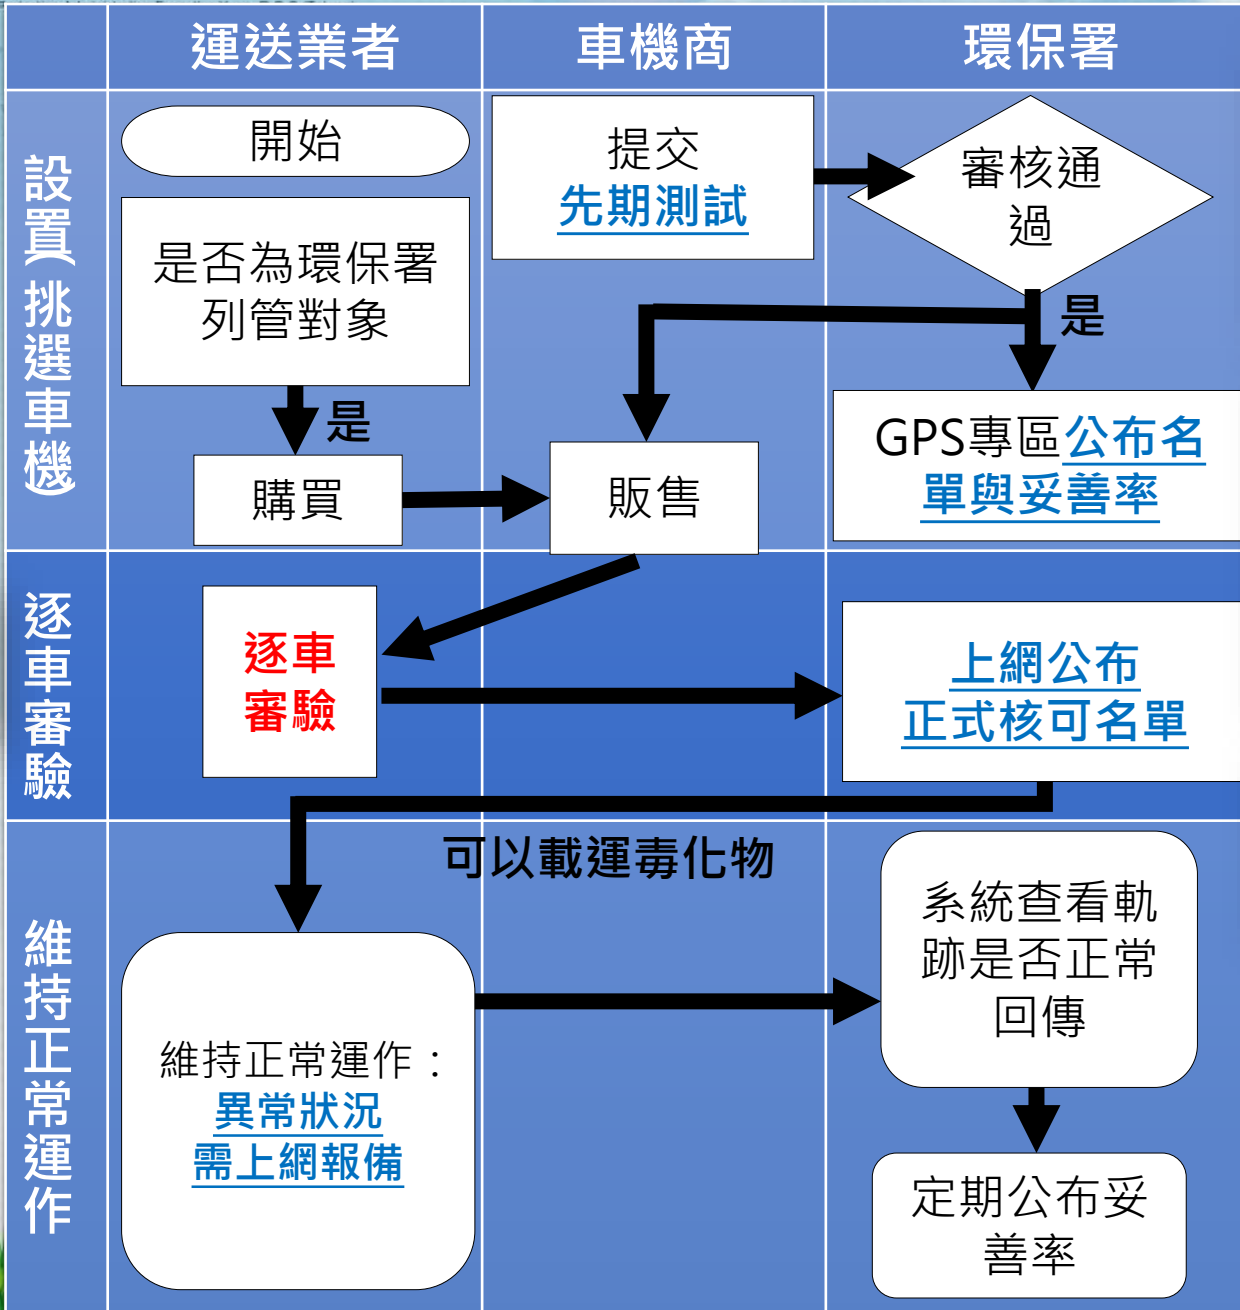 運送業者
車機商
環保署
設置(挑選車機)
開始
是否為環保署
列管對象
是
購買
提交
先期測試
販售
審核通
過
是
GPS專區公布名
單與妥善率
逐車審驗
逐車
審驗
上網公布
正式核可名單
維持正常運作
可以載運毒化物
維持正常運作：
異常狀況
需上網報備
系統查看軌
跡是否正常
回傳
定期公布妥
善率